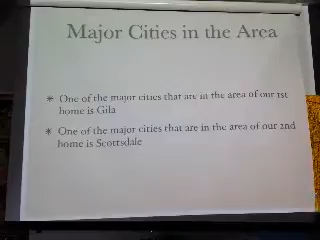 Major Cities in the Area
* One of the major cities that are in the area of our 1st
home is Gila
* One of the major cities that are in the area of our 2nd
home is Scottsdale